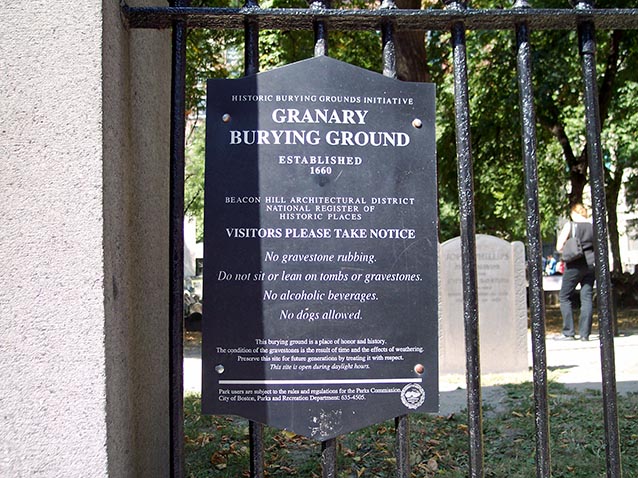 HISTORIC BURYING GROUNDS INITIATIVE
GRANARY
BURYING GROUND
ESTABLISHED
1660
BEACON HILL ARCHITECTURAL DISTRICT
NATIONAL REGISTER OF
HISTORIC PLACES
VISITORS PLEASE TAKE NOTICE
No gravestone rubbing.
Do not sit or lean on tombs or gravestones.
No alcoholic beverages.
No dogs allowed.
This burying ground is a place of honor and history.
The condition of the gravestones is the result of time and the effects of weathering.
Preserve this site for future generations by treating it with respect.
This site is open during daylight hours.
Park users are subject to the rules and regulations for the Parks Commission,
City of Boston, Parks and Recreation Department: 635-4505.